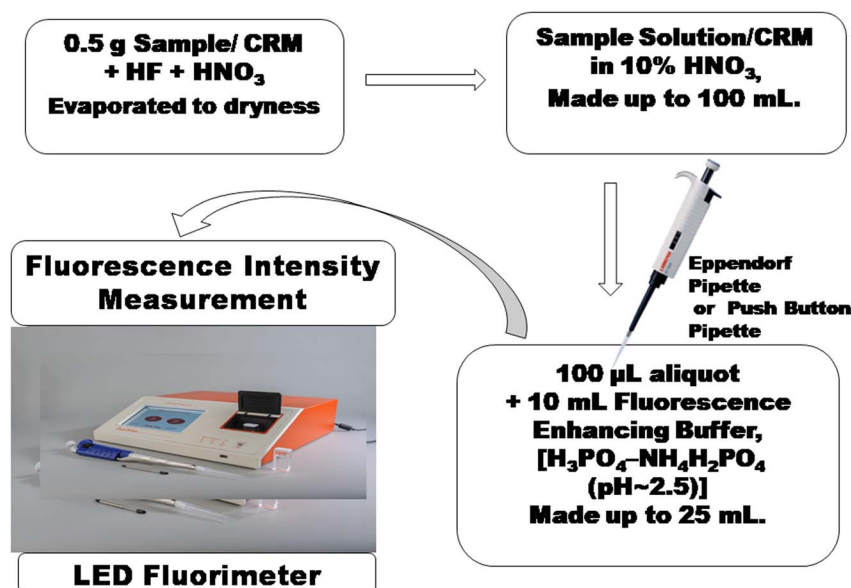 0.5 g Sample/ CRM
+ HF + HNO₃
Evaporated to dryness
Sample Solution/CRM
in 10% HNO₃,
Made up to 100 mL.
Eppendorf
Pipette
or Push Button
Pipette
100 µL aliquot
+ 10 mL Fluorescence
Enhancing Buffer,
[H₃PO₄–NH₄H₂PO₄
(pH~2.5)]
Made up to 25 mL.
Fluorescence Intensity
Measurement
LED Fluorimeter